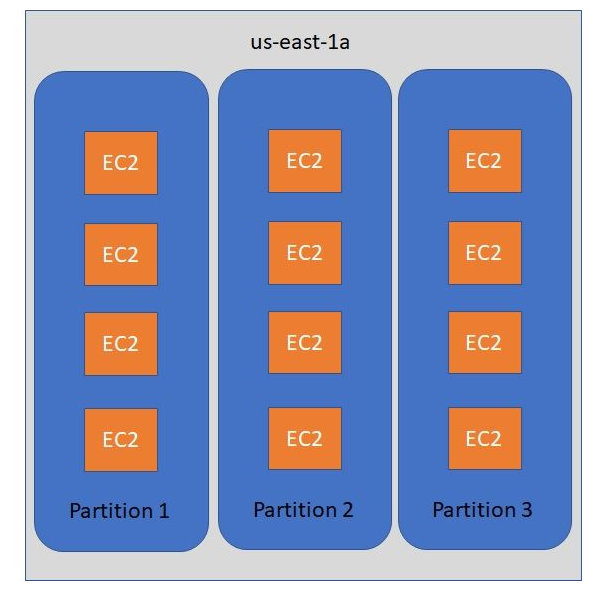 us-east-1a
EC2
EC2
EC2
EC2
Partition 1
EC2
EC2
EC2
EC2
Partition 2
EC2
EC2
EC2
EC2
Partition 3